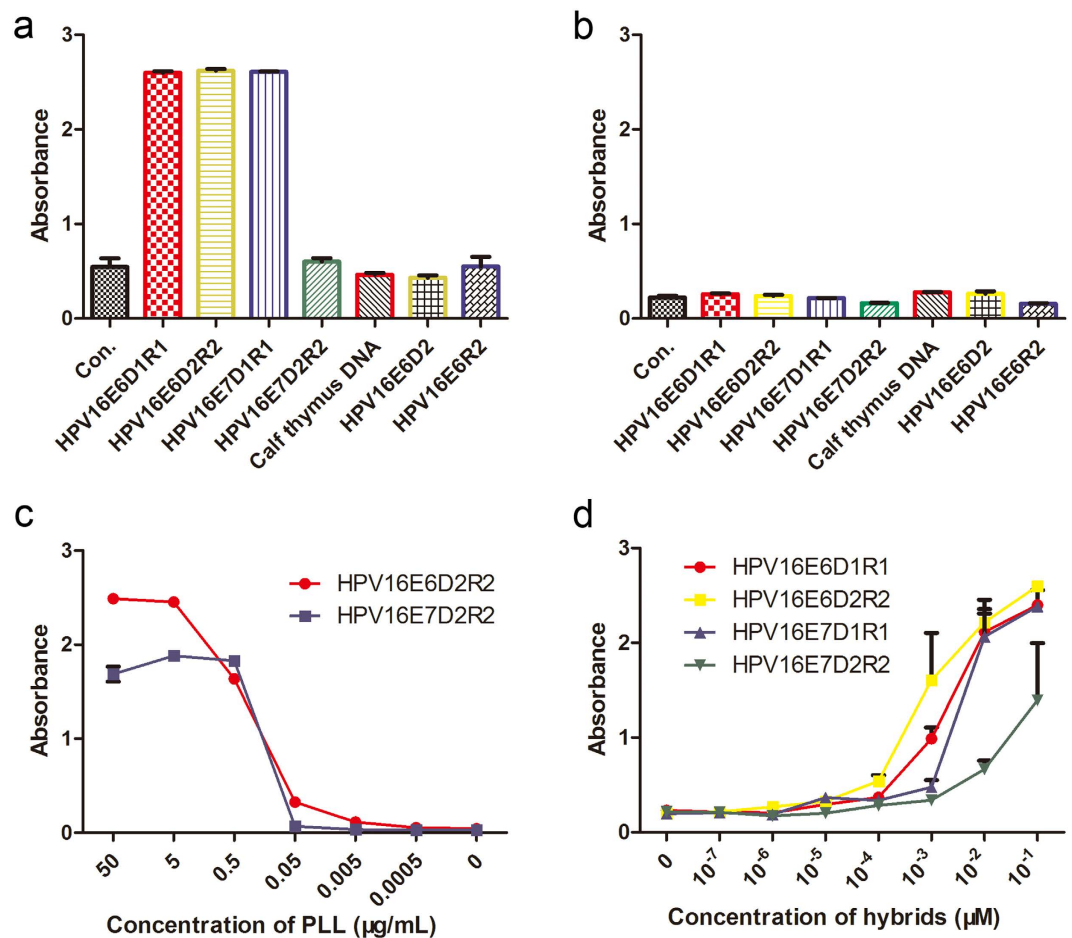 a
Absorbance
3
2
1
0
Con.
HPV16E6D1R1
HPV16E6D2R2
HPV16E7D1R1
HPV16E7D2R2
Calf thymus DNA
HPV16E6D2
HPV16E6R2
b
Absorbance
3
2
1
0
Con.
HPV16E6D1R1
HPV16E6D2R2
HPV16E7D1R1
HPV16E7D2R2
Calf thymus DNA
HPV16E6D2
HPV16E6R2
c
Absorbance
3
2
1
0
HPV16E6D2R2
HPV16E7D2R2
50
5
0.5
0.05
0.005
0.0005
0
Concentration of PLL (μg/mL)
d
Absorbance
3
2
1
0
HPV16E6D1R1
HPV16E6D2R2
HPV16E7D1R1
HPV16E7D2R2
0
10⁻⁷
10⁻⁶
10⁻⁵
10⁻⁴
10⁻³
10⁻²
10⁻¹
Concentration of hybrids (μM)